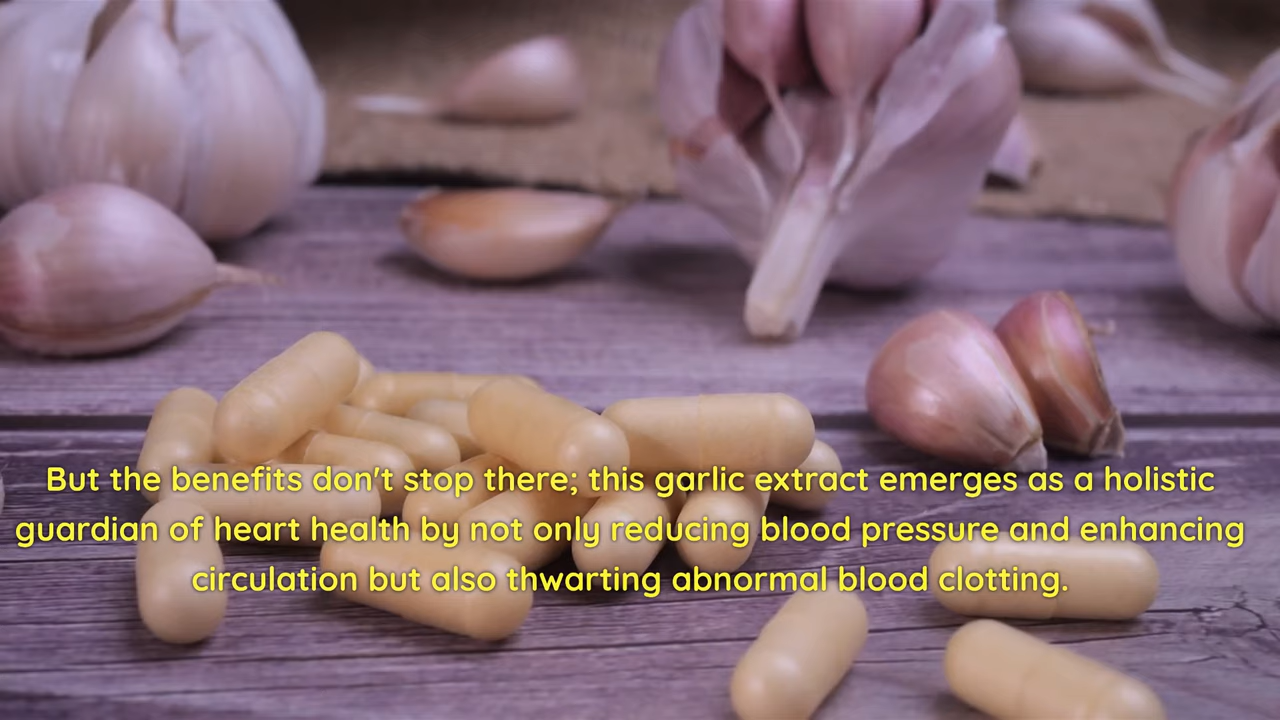 But the benefits don't stop there; this garlic extract emerges as a holistic
guardian of heart health by not only reducing blood pressure and enhancing
circulation but also thwarting abnormal blood clotting.